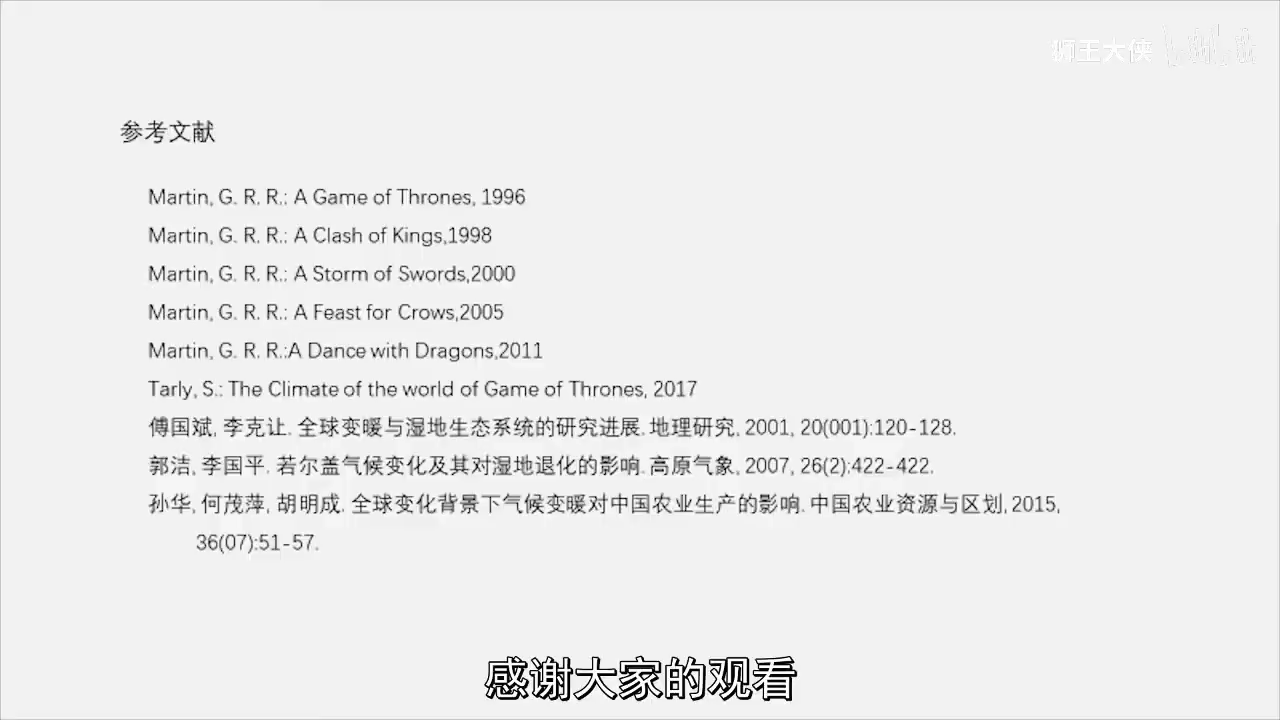 狮王大侠 bilibili
参考文献
Martin, G. R. R.: A Game of Thrones, 1996
Martin, G. R. R.: A Clash of Kings,1998
Martin, G. R. R.: A Storm of Swords,2000
Martin, G. R. R.: A Feast for Crows,2005
Martin, G. R. R.:A Dance with Dragons,2011
Tarly, S.: The Climate of the world of Game of Thrones, 2017
傅国斌, 李克让. 全球变暖与湿地生态系统的研究进展. 地理研究, 2001, 20(001):120-128.
郭洁, 李国平. 若尔盖气候变化及其对湿地退化的影响. 高原气象, 2007, 26(2):422-422.
孙华, 何茂萍, 胡明成. 全球变化背景下气候变暖对中国农业生产的影响. 中国农业资源与区划, 2015,
36(07):51-57.
感谢大家的观看